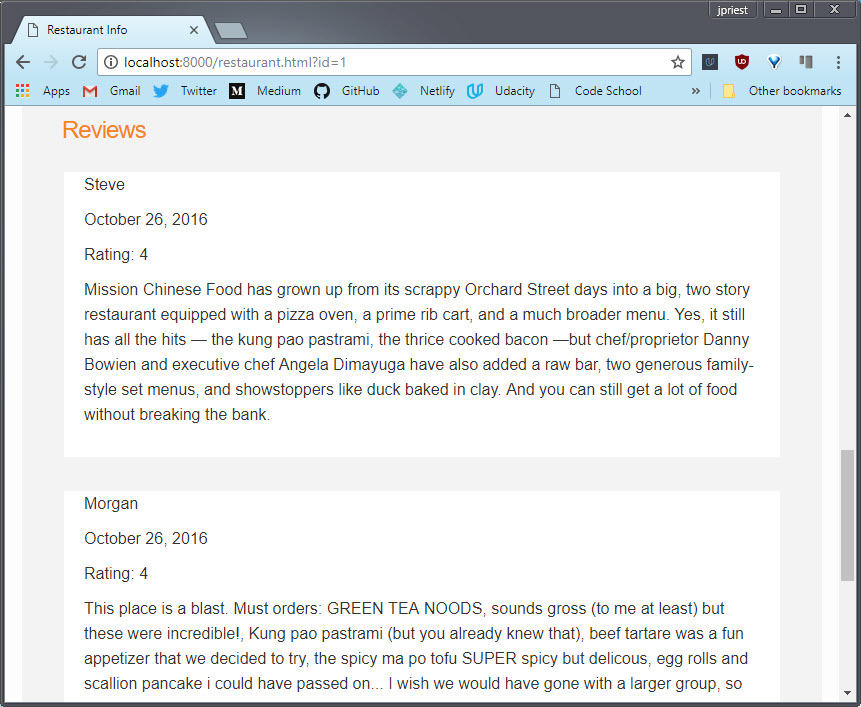 jpriest
Restaurant Info
localhost:8000/restaurant.html?id=1
Apps Gmail Twitter M Medium GitHub Netlify Udacity Code School » Other bookmarks
Reviews
Steve
October 26, 2016
Rating: 4
Mission Chinese Food has grown up from its scrappy Orchard Street days into a big, two story
restaurant equipped with a pizza oven, a prime rib cart, and a much broader menu. Yes, it still
has all the hits — the kung pao pastrami, the thrice cooked bacon —but chef/proprietor Danny
Bowien and executive chef Angela Dimayuga have also added a raw bar, two generous family-
style set menus, and showstoppers like duck baked in clay. And you can still get a lot of food
without breaking the bank.
Morgan
October 26, 2016
Rating: 4
This place is a blast. Must orders: GREEN TEA NOODS, sounds gross (to me at least) but
these were incredible!, Kung pao pastrami (but you already knew that), beef tartare was a fun
appetizer that we decided to try, the spicy ma po tofu SUPER spicy but delicous, egg rolls and
scallion pancake i could have passed on... I wish we would have gone with a larger group, so